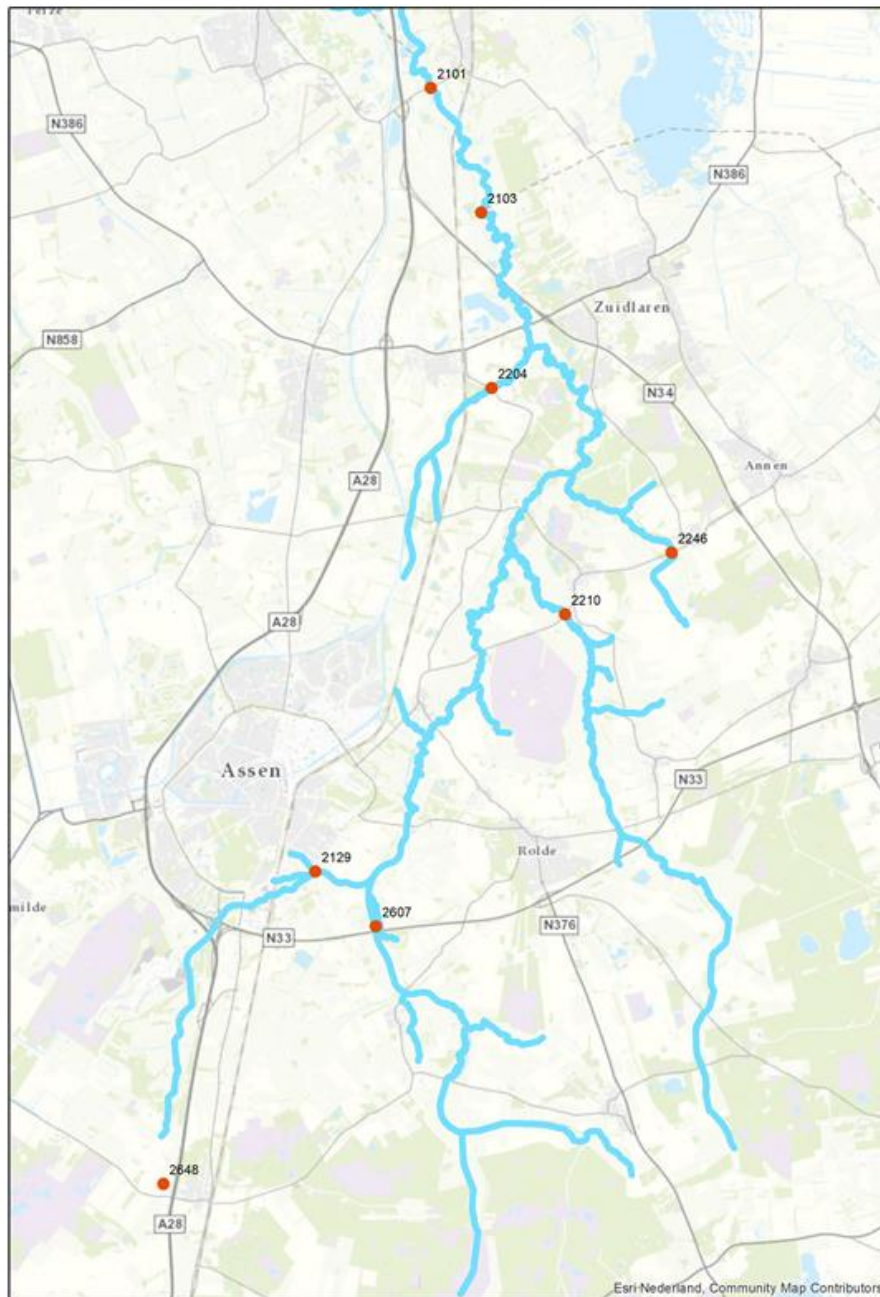 2101
N386
N386
2103
Zuidlaren
N858
2204
N34
Annen
A28
2246
2210
A28
Assen
N33
Rolde
2129
milde
2607
N33
N376
2648
A28
Esri Nederland, Community Map Contributors